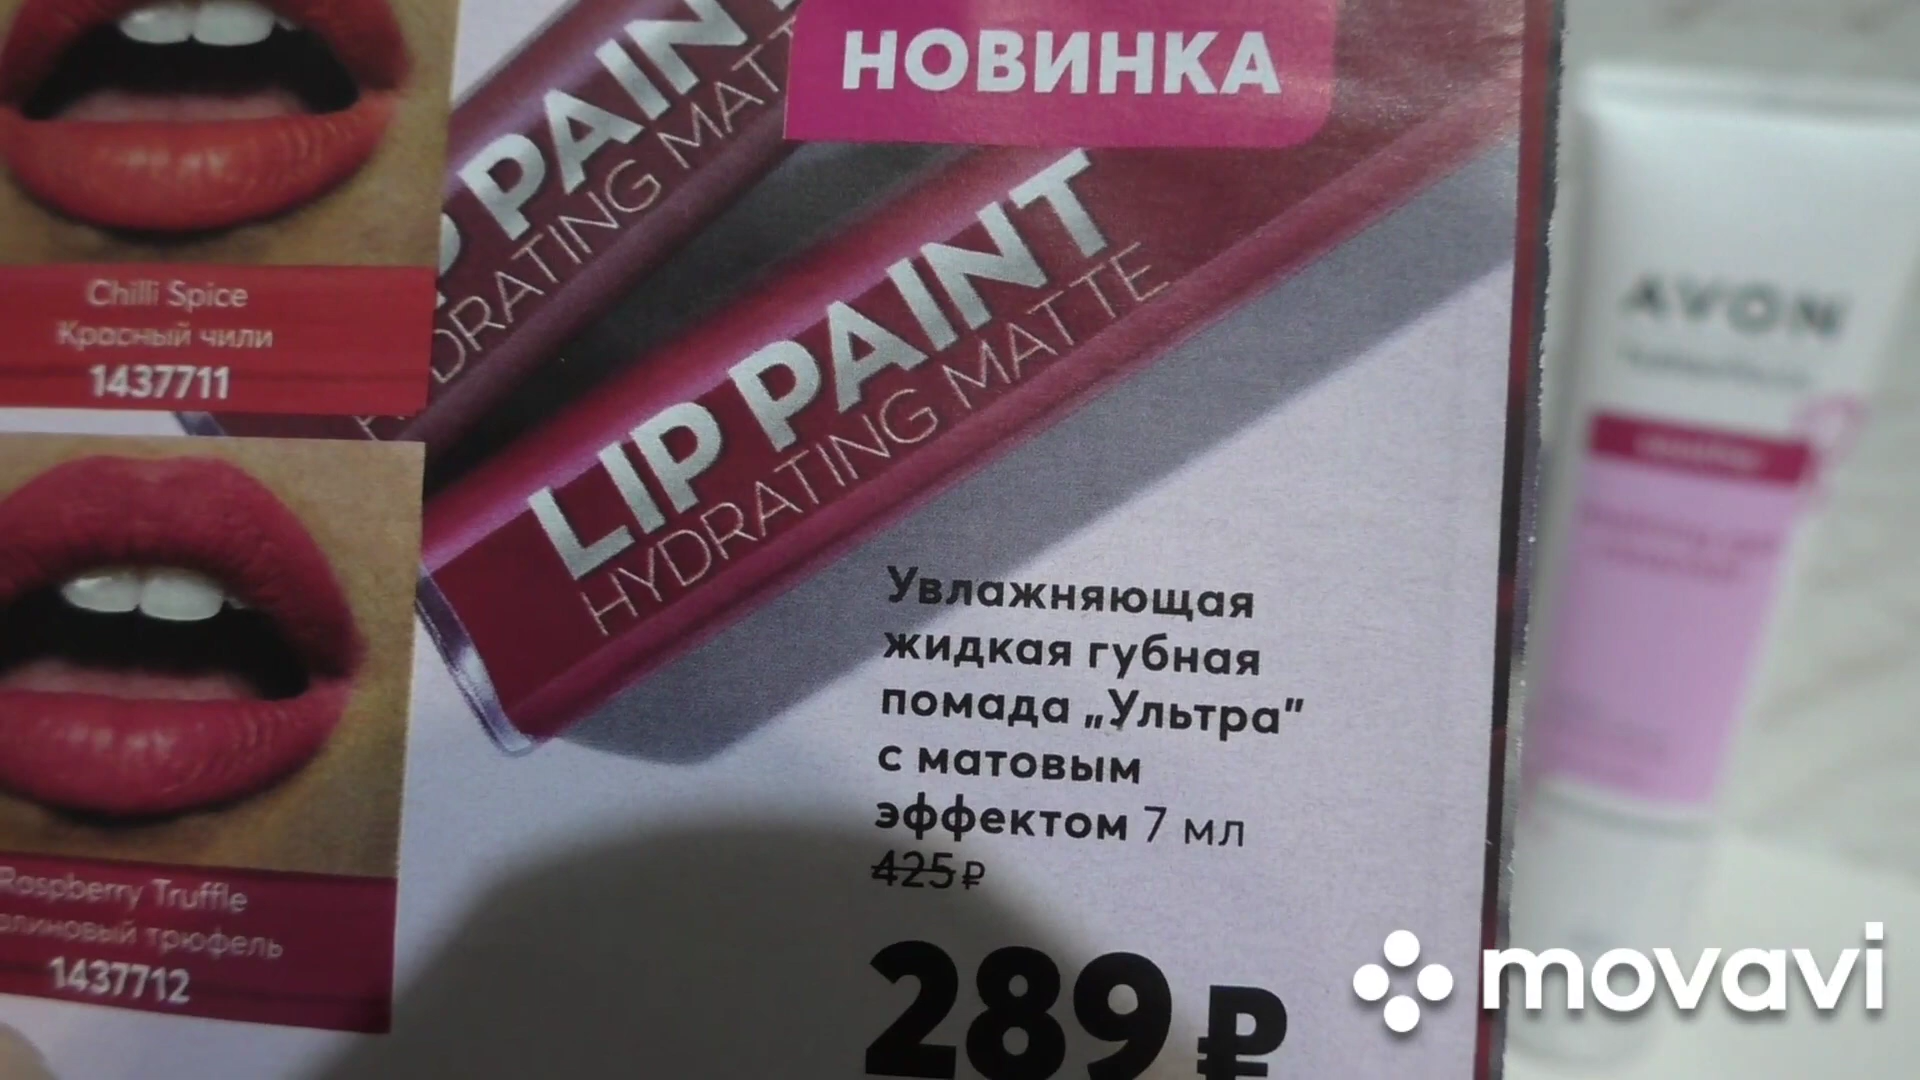 НОВИНКА
LIP PAINT
HYDRATING MATTE
LIP PAINT
HYDRATING MATTE
Chilli Spice
Красный чили
1437711
Raspberry Truffle
трюфель
1437712
Увлажняющая
жидкая губная
помада „Ультра"
с матовым
эффектом 7 мл
425 ₽
289 ₽
AVON
movavi